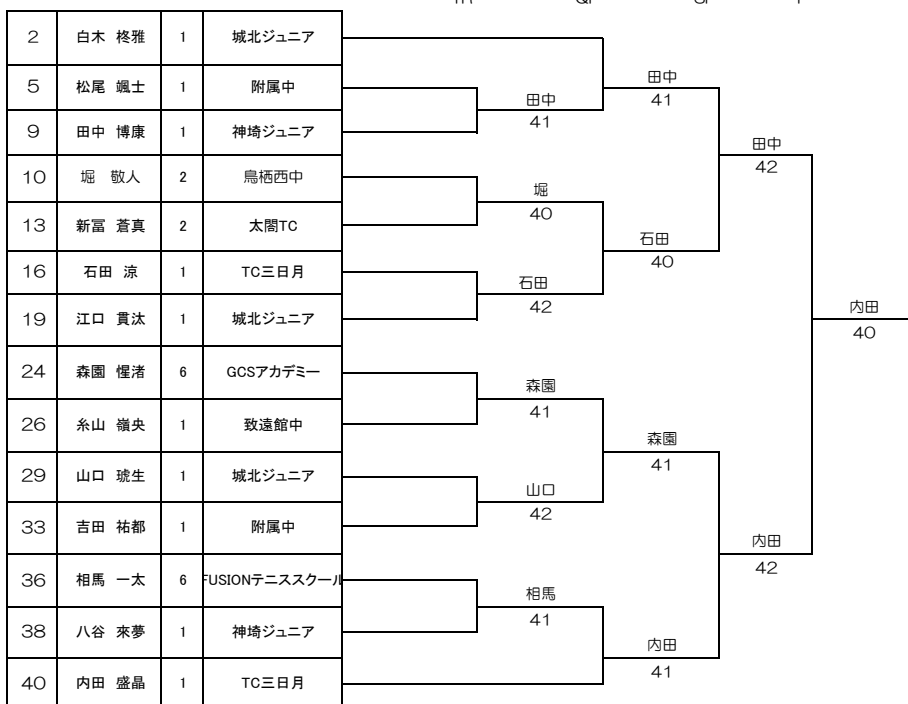 2 白木 柊雅 1 城北ジュニア
5 松尾 颯士 1 附属中
9 田中 博康 1 神埼ジュニア
10 堀 敬人 2 鳥栖西中
13 新冨 蒼真 2 太閤TC
16 石田 涼 1 TC三日月
19 江口 貫汰 1 城北ジュニア
24 森園 惺渚 6 GCSアカデミー
26 糸山 嶺央 1 致遠館中
29 山口 琥生 1 城北ジュニア
33 吉田 祐都 1 附属中
36 相馬 一太 6 FUSIONテニススクール
38 八谷 來夢 1 神埼ジュニア
40 内田 盛晶 1 TC三日月
田中
41
堀
40
石田
42
森園
41
山口
42
相馬
41
田中
41
石田
40
森園
41
内田
41
田中
42
内田
42
内田
40